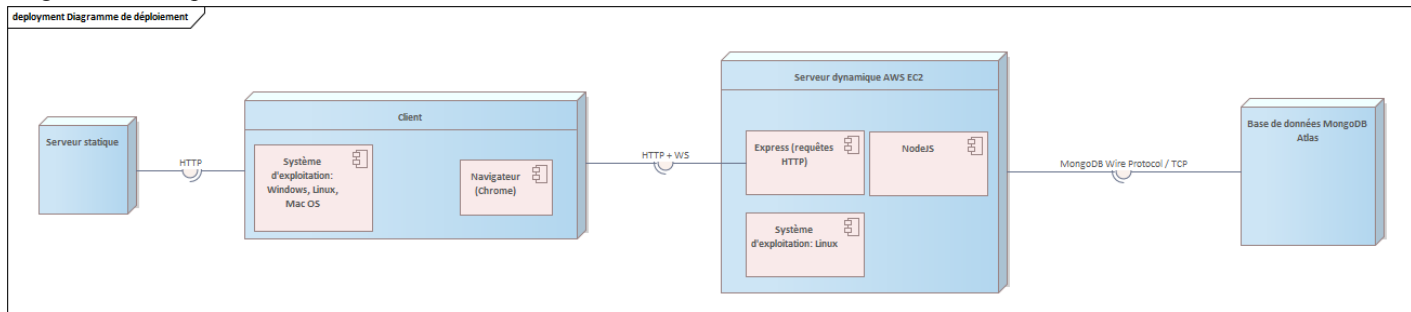 deployment Diagramme de déploiement
Serveur statique
HTTP
Client
Système
d'exploitation:
Windows, Linux,
Mac OS
Navigateur
(Chrome)
HTTP + WS
Serveur dynamique AWS EC2
Express (requêtes
HTTP)
NodeJS
Système
d'exploitation: Linux
MongoDB Wire Protocol / TCP
Base de données MongoDB
Atlas